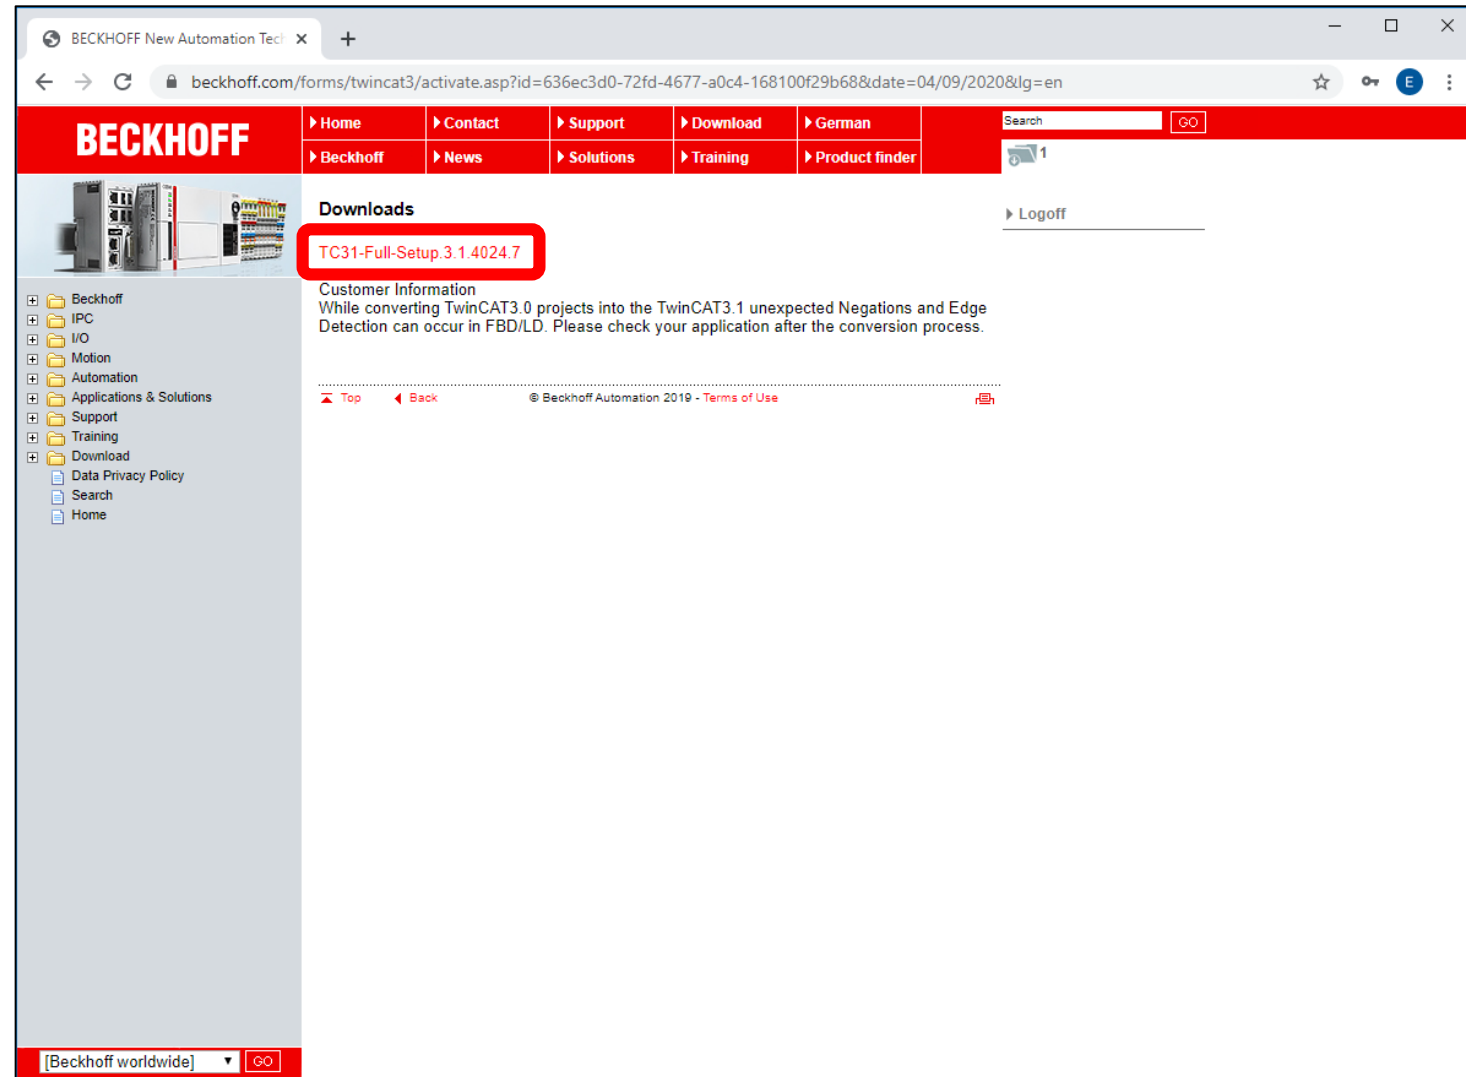 BECKHOFF New Automation Tech
beckhoff.com/forms/twincat3/activate.asp?id=636ec3d0-72fd-4677-a0c4-168100f29b68&date=04/09/2020&lg=en
E
BECKHOFF
Home
Contact
Support
Download
German
Search
GO
Beckhoff
News
Solutions
Training
Product finder
1
Downloads
Logoff
TC31-Full-Setup.3.1.4024.7
Customer Information
While converting TwinCAT3.0 projects into the TwinCAT3.1 unexpected Negations and Edge
Detection can occur in FBD/LD. Please check your application after the conversion process.
Top
Back
© Beckhoff Automation 2019 - Terms of Use
Beckhoff
IPC
I/O
Motion
Automation
Applications & Solutions
Support
Training
Download
Data Privacy Policy
Search
Home
[Beckhoff worldwide]
GO